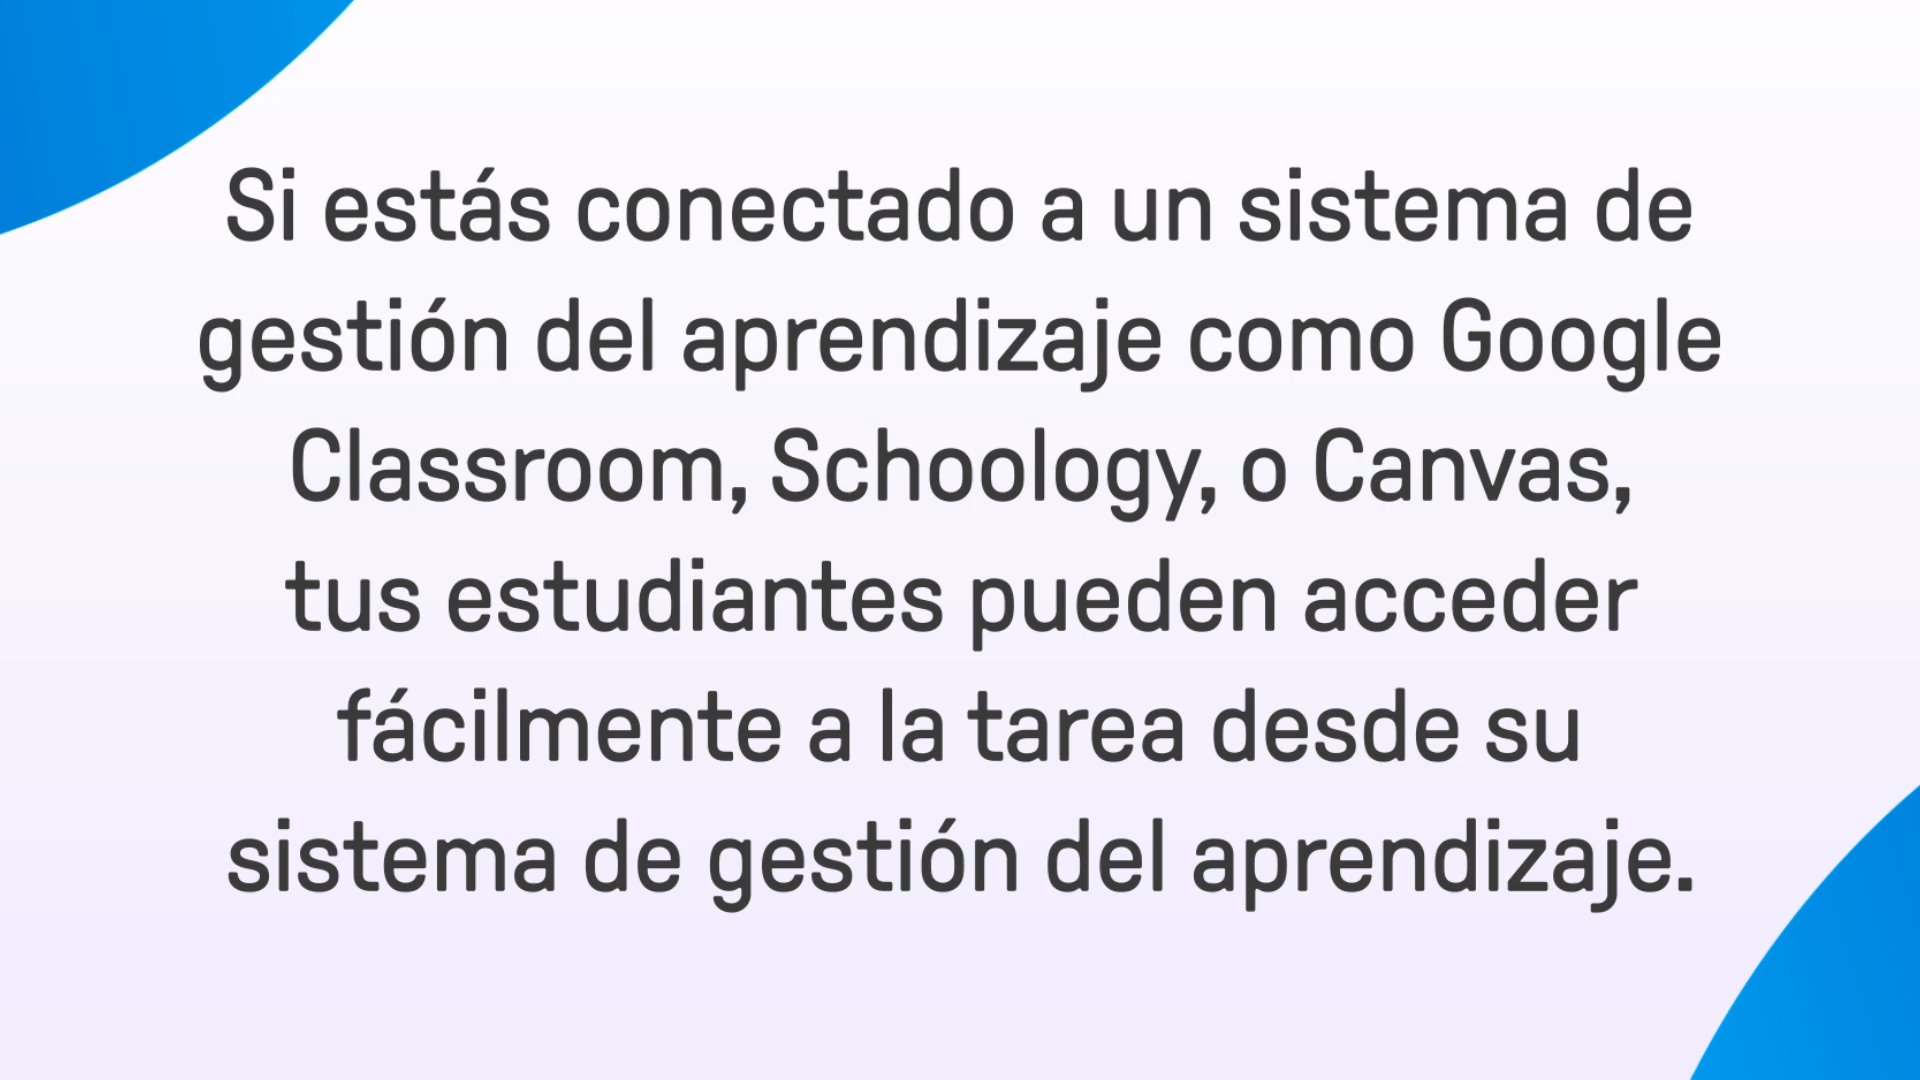 Si estás conectado a un sistema de
gestión del aprendizaje como Google
Classroom, Schoology, o Canvas,
tus estudiantes pueden acceder
fácilmente a la tarea desde su
sistema de gestión del aprendizaje.